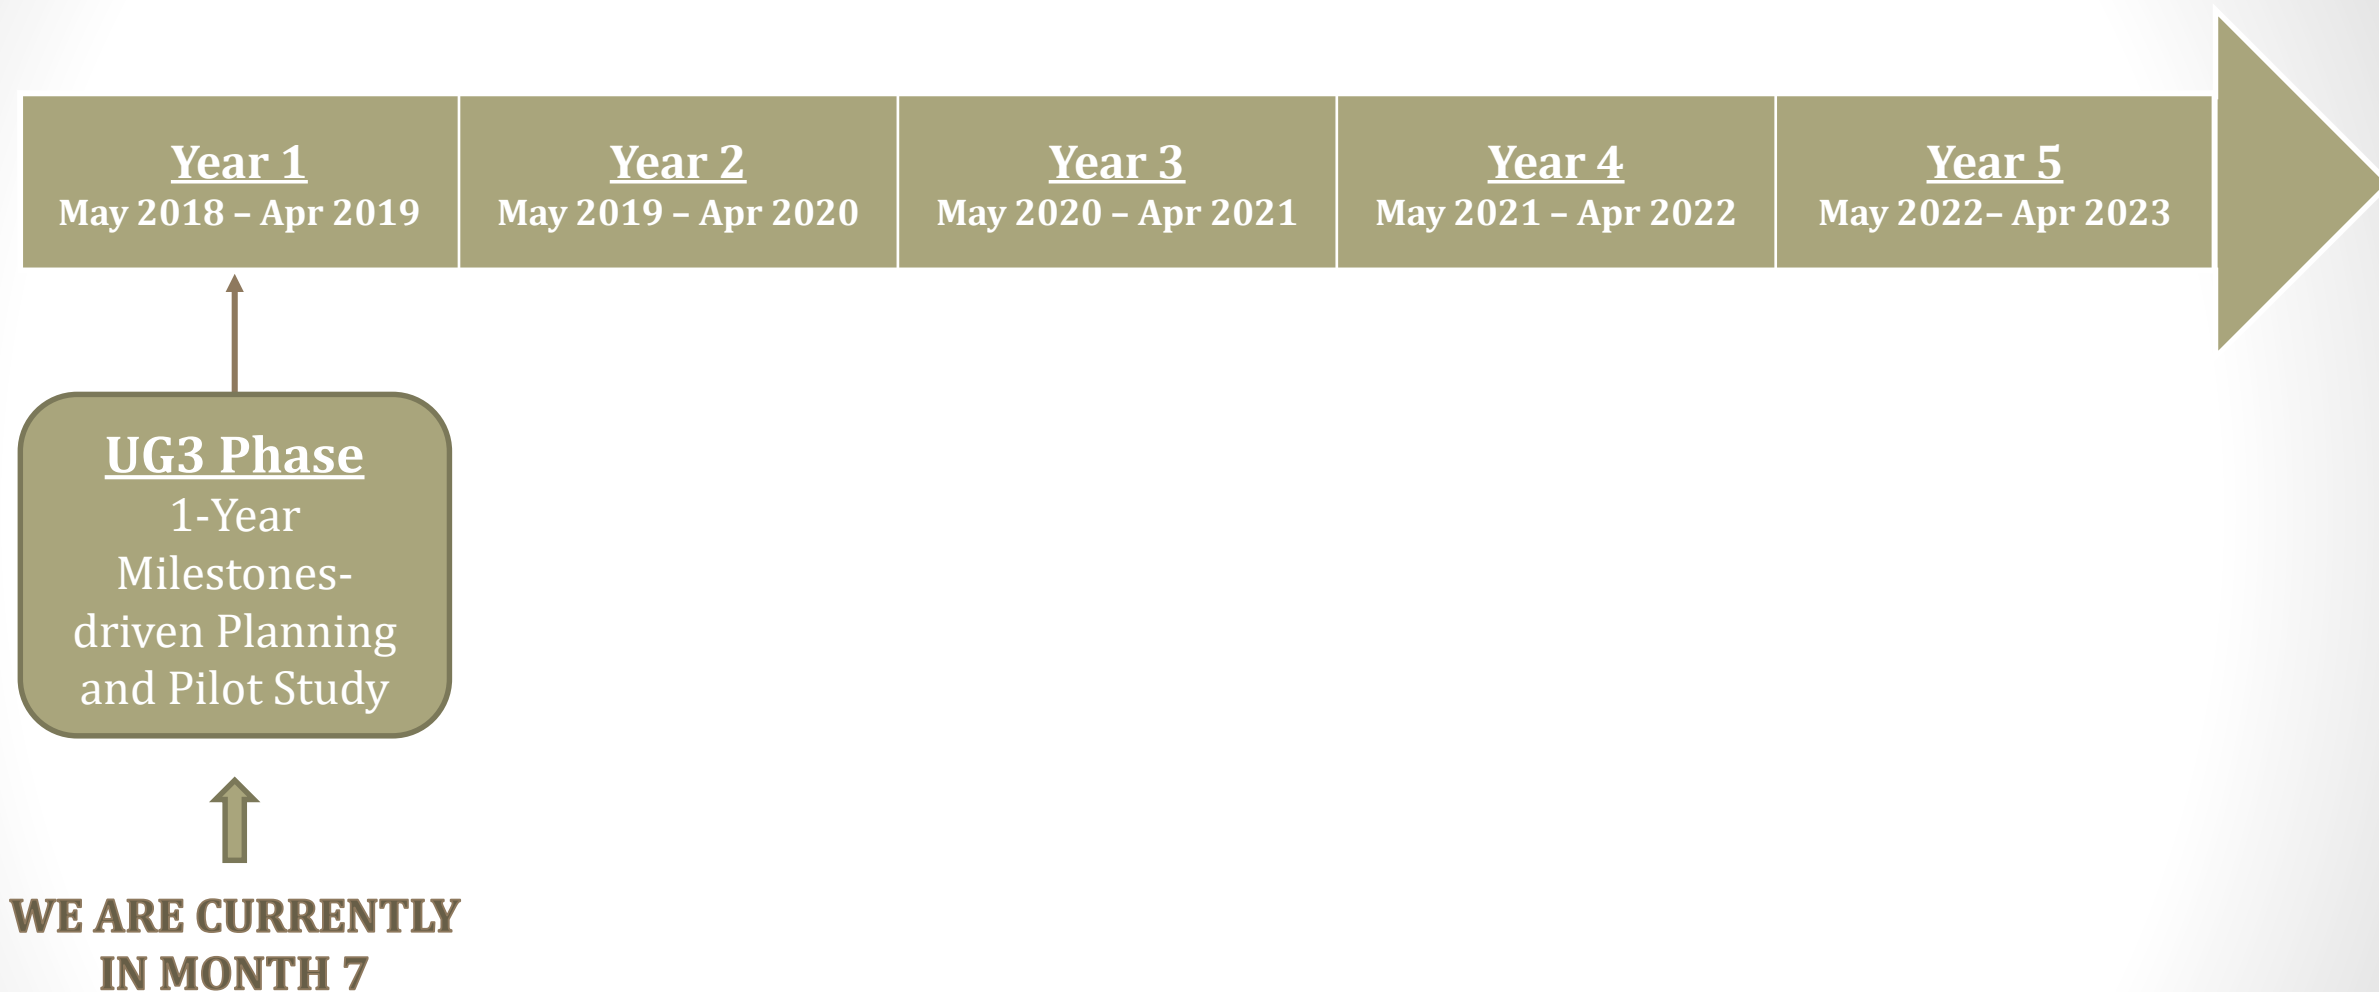 Year 1
May 2018 – Apr 2019
Year 2
May 2019 – Apr 2020
Year 3
May 2020 – Apr 2021
Year 4
May 2021 – Apr 2022
Year 5
May 2022– Apr 2023
UG3 Phase
1-Year
Milestones-
driven Planning
and Pilot Study
WE ARE CURRENTLY
IN MONTH 7